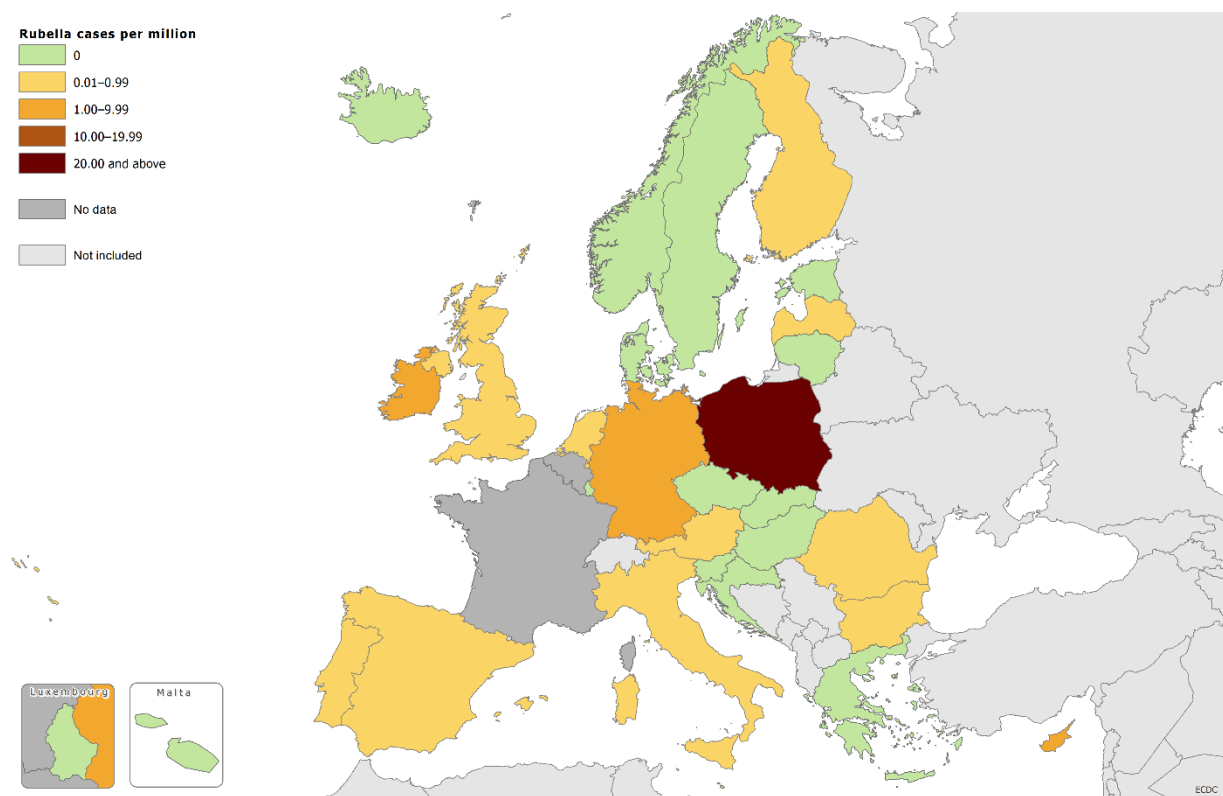 Rubella cases per million
0
0.01–0.99
1.00–9.99
10.00–19.99
20.00 and above
No data
Not included
Luxembourg
Malta
ECDC